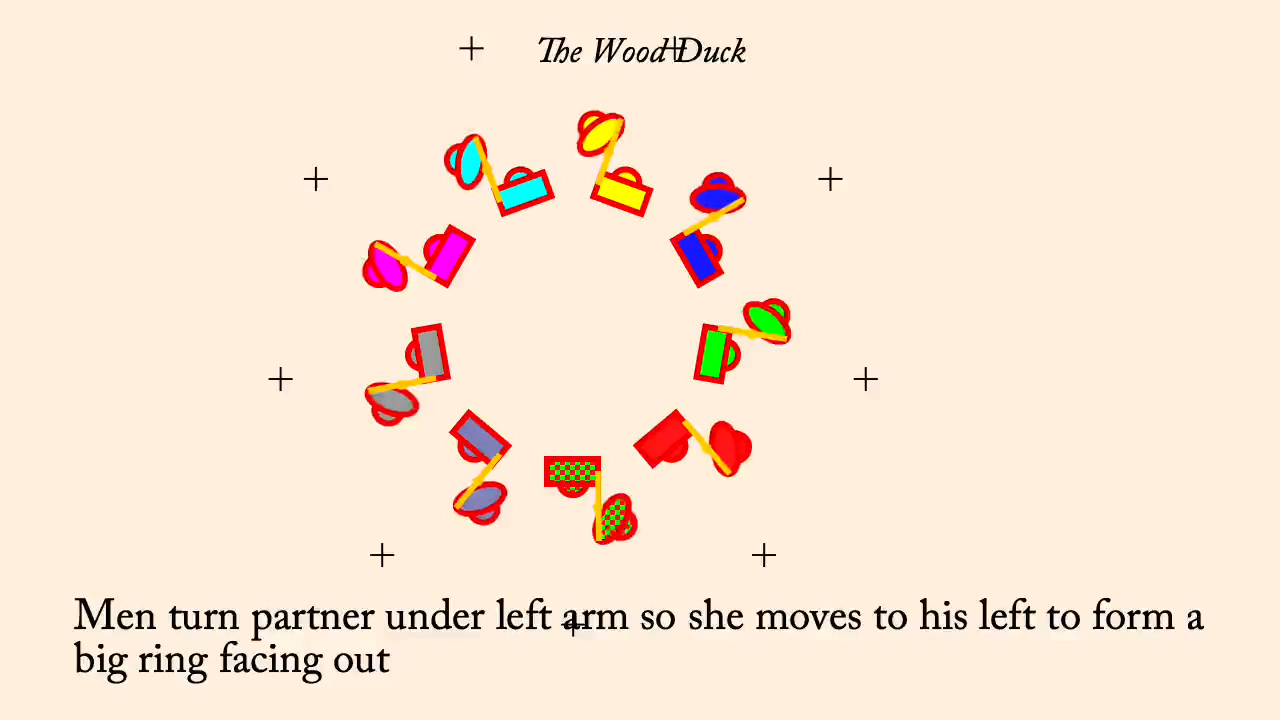 The Wood Duck
Men turn partner under left arm so she moves to his left to form a
big ring facing out